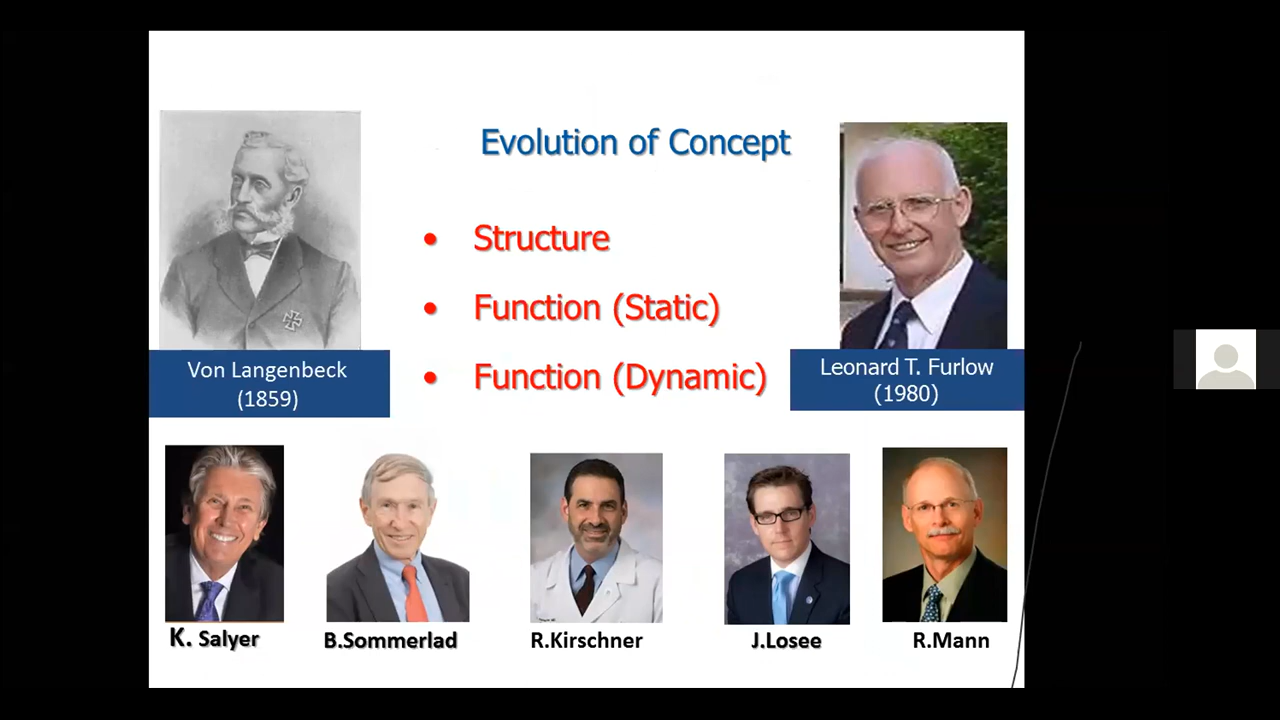 Evolution of Concept
• Structure
• Function (Static)
• Function (Dynamic)
Von Langenbeck
(1859)
Leonard T. Furlow
(1980)
K. Salyer
B.Sommerlad
R.Kirschner
J.Losee
R.Mann